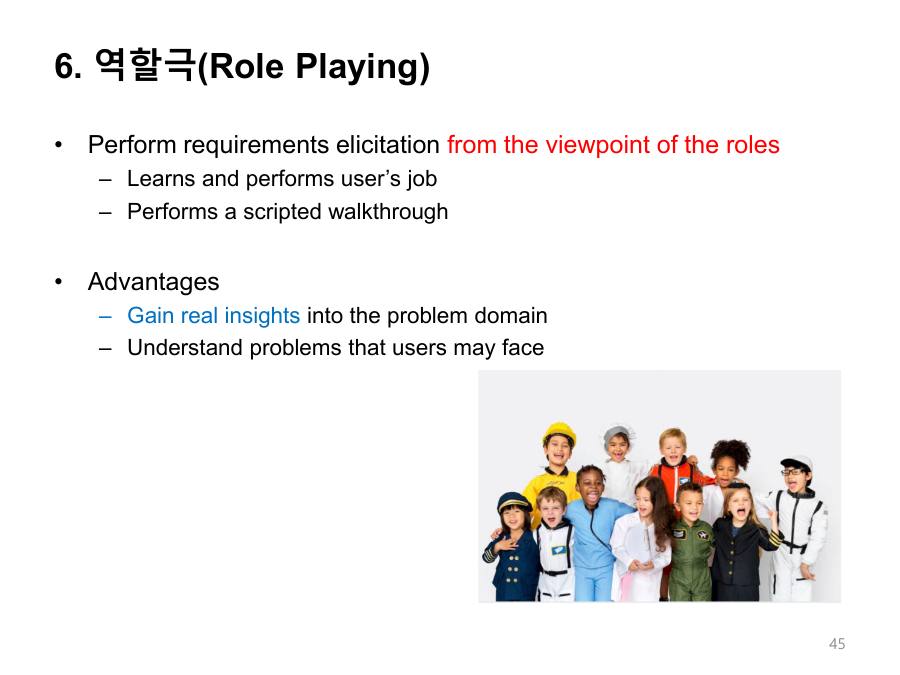 6. 역할극(Role Playing)
• Perform requirements elicitation from the viewpoint of the roles
– Learns and performs user’s job
– Performs a scripted walkthrough
• Advantages
– Gain real insights into the problem domain
– Understand problems that users may face
45